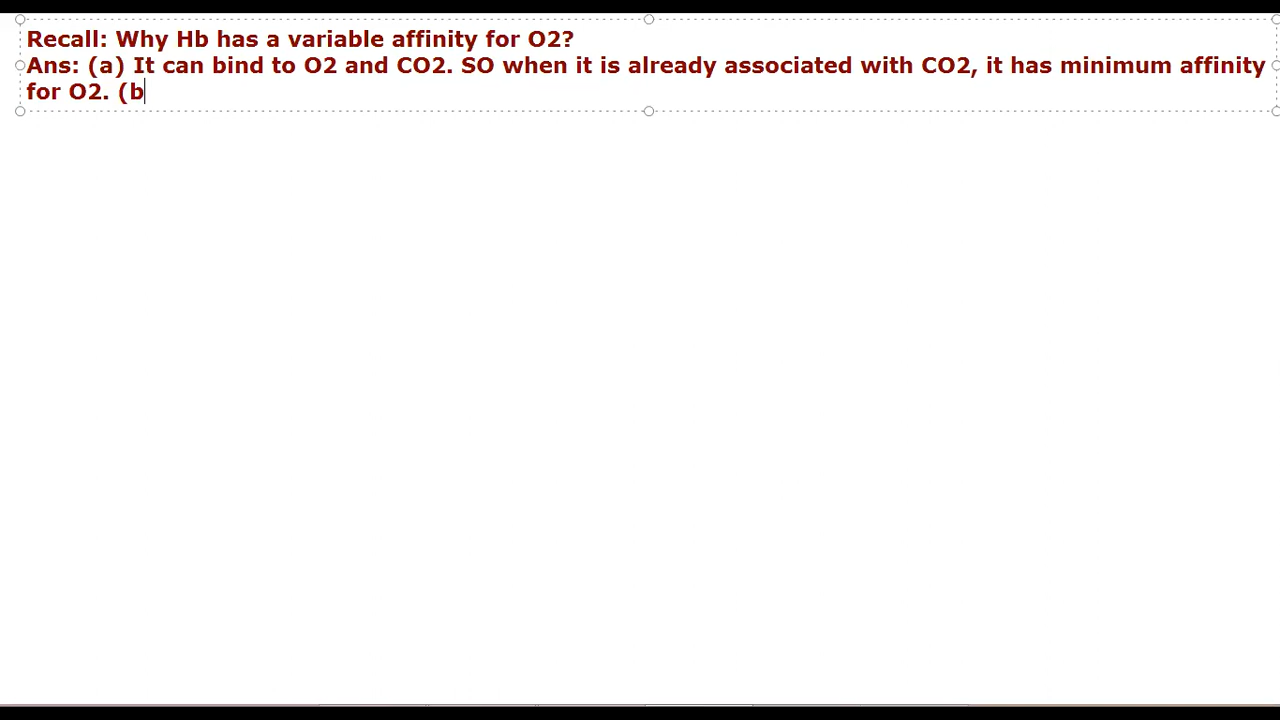 Recall: Why Hb has a variable affinity for O2?
Ans: (a) It can bind to O2 and CO2. SO when it is already associated with CO2, it has minimum affinity
for O2. (b